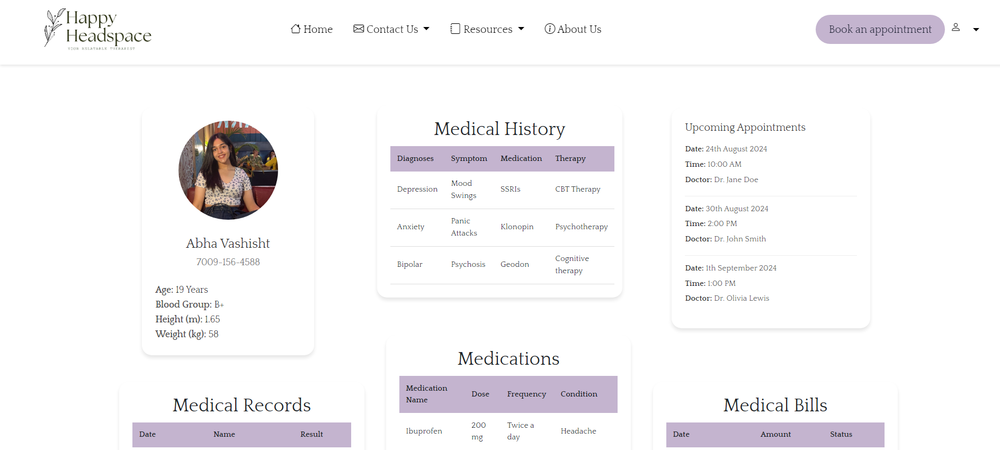 Happy
Headspace
YOUR RELATABLE THERAPIST
Home
Contact Us
Resources
About Us
Book an appointment
Abha Vashisht
7009-156-4588
Age: 19 Years
Blood Group: B+
Height (m): 1.65
Weight (kg): 58
Medical History
Diagnoses Symptom Medication Therapy
Depression Mood Swings SSRIs CBT Therapy
Anxiety Panic Attacks Klonopin Psychotherapy
Bipolar Psychosis Geodon Cognitive therapy
Upcoming Appointments
Date: 24th August 2024
Time: 10:00 AM
Doctor: Dr. Jane Doe
Date: 30th August 2024
Time: 2:00 PM
Doctor: Dr. John Smith
Date: 1th September 2024
Time: 1:00 PM
Doctor: Dr. Olivia Lewis
Medical Records
Date Name Result
Medications
Medication Name Dose Frequency Condition
Ibuprofen 200 mg Twice a day Headache
Medical Bills
Date Amount Status